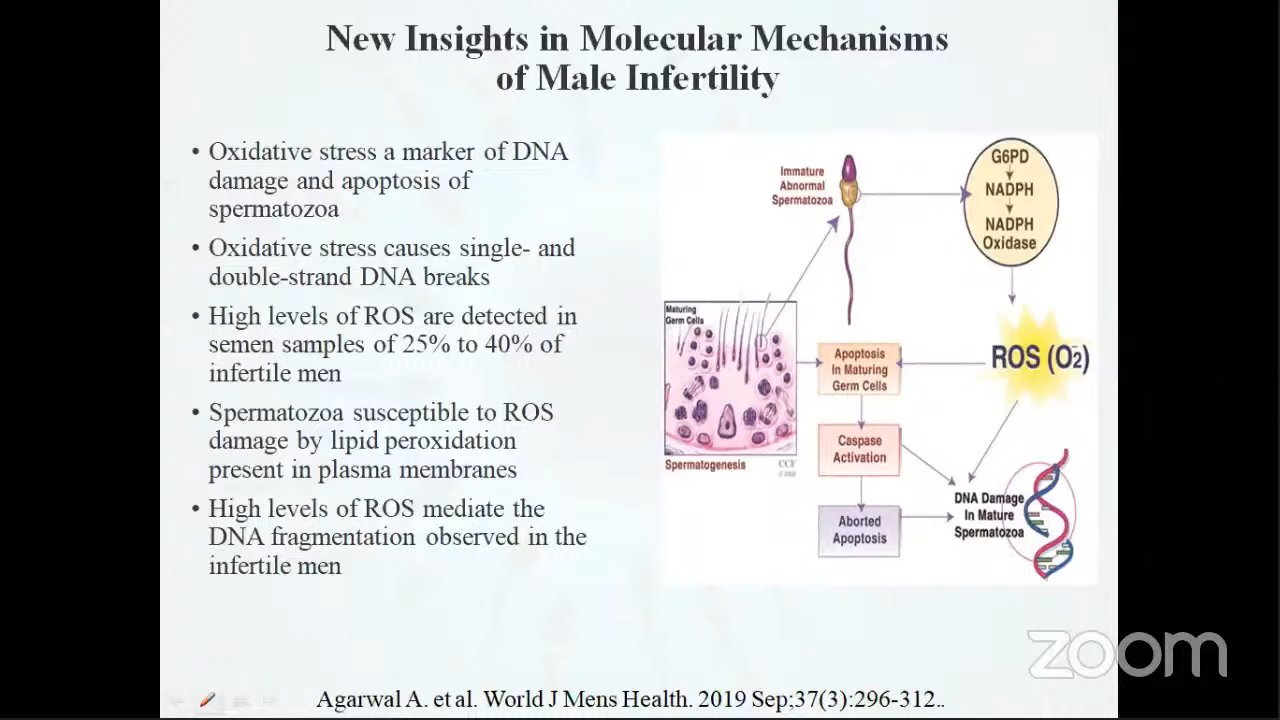 New Insights in Molecular Mechanisms
of Male Infertility
• Oxidative stress a marker of DNA
damage and apoptosis of
spermatozoa
• Oxidative stress causes single- and
double-strand DNA breaks
• High levels of ROS are detected in
semen samples of 25% to 40% of
infertile men
• Spermatozoa susceptible to ROS
damage by lipid peroxidation
present in plasma membranes
• High levels of ROS mediate the
DNA fragmentation observed in the
infertile men
Immature
Abnormal
Spermatozoa
G6PD
NADPH
NADPH
Oxidase
Maturing
Germ Cells
Apoptosis
In Maturing
Germ Cells
ROS (O2)
Caspase
Activation
Spermatogenesis
CCF
DNA Damage
In Mature
Spermatozoa
Aborted
Apoptosis
zoom
Agarwal A. et al. World J Mens Health. 2019 Sep;37(3):296-312..